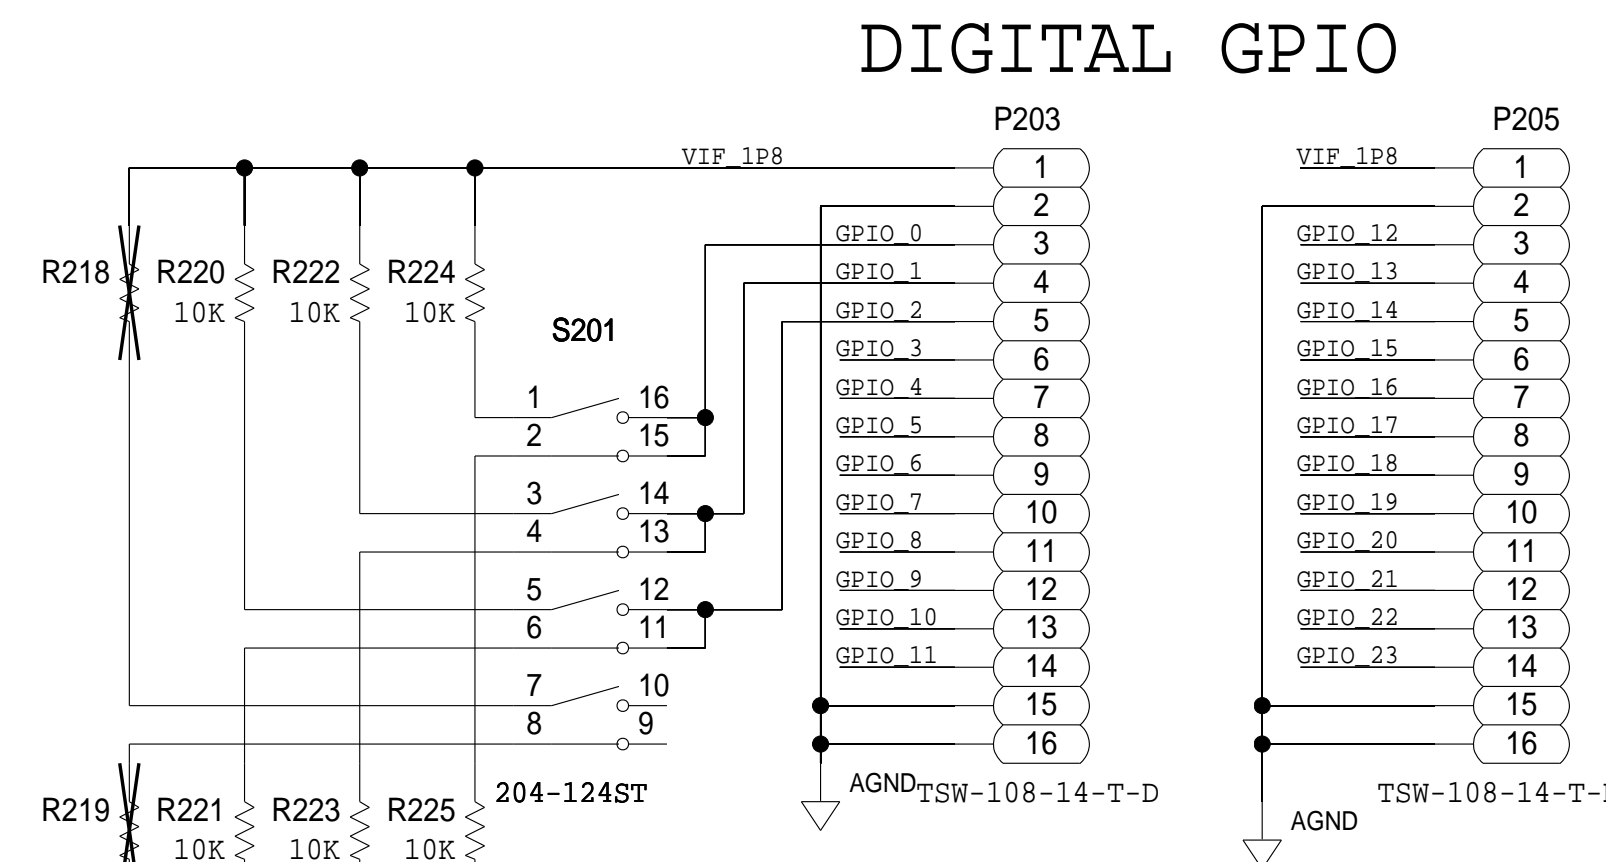 DIGITAL GPIO
P203
P205
VIF_1P8
1
2
GPIO_0
3
GPIO_1
4
GPIO_2
5
GPIO_3
6
GPIO_4
7
GPIO_5
8
GPIO_6
9
GPIO_7
10
GPIO_8
11
GPIO_9
12
GPIO_10
13
GPIO_11
14
15
16
AGND
TSW-108-14-T-D
VIF_1P8
1
2
GPIO_12
3
GPIO_13
4
GPIO_14
5
GPIO_15
6
GPIO_16
7
GPIO_17
8
GPIO_18
9
GPIO_19
10
GPIO_20
11
GPIO_21
12
GPIO_22
13
GPIO_23
14
15
16
AGND
TSW-108-14-T-
R218
R220
10K
R222
10K
R224
10K
S201
1 16
2 15
3 14
4 13
5 12
6 11
7 10
8 9
204-124ST
R219
R221
10K
R223
10K
R225
10K